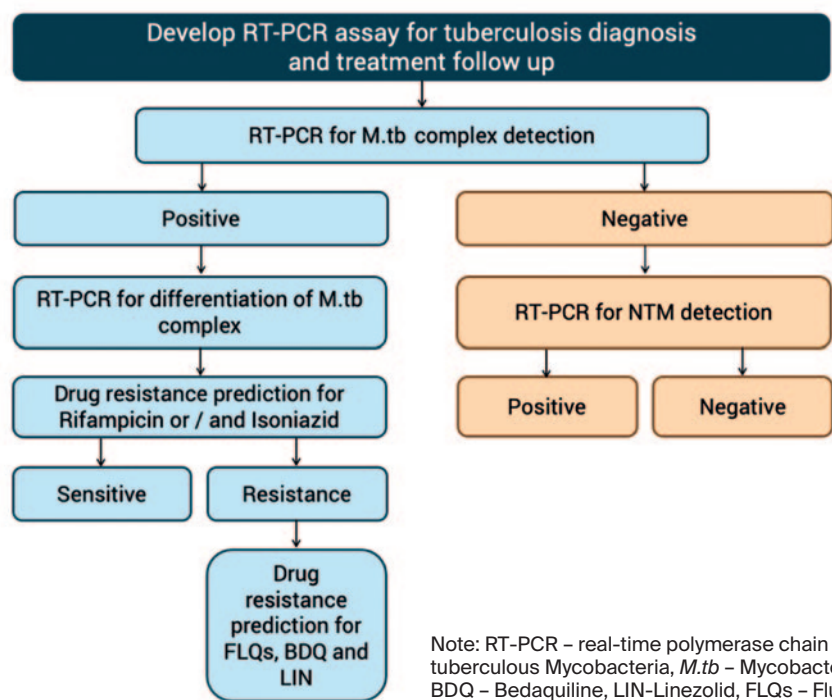 Develop RT-PCR assay for tuberculosis diagnosis
and treatment follow up
RT-PCR for M.tb complex detection
Positive
Negative
RT-PCR for differentiation of M.tb
complex
RT-PCR for NTM detection
Drug resistance prediction for
Rifampicin or / and Isoniazid
Positive
Negative
Sensitive
Resistance
Drug
resistance
prediction for
FLQs, BDQ and
LIN
Note: RT-PCR – real-time polymerase chain
tuberculous Mycobacteria, M.tb – Mycobacte
BDQ – Bedaquiline, LIN-Linezolid, FLQs – Flu